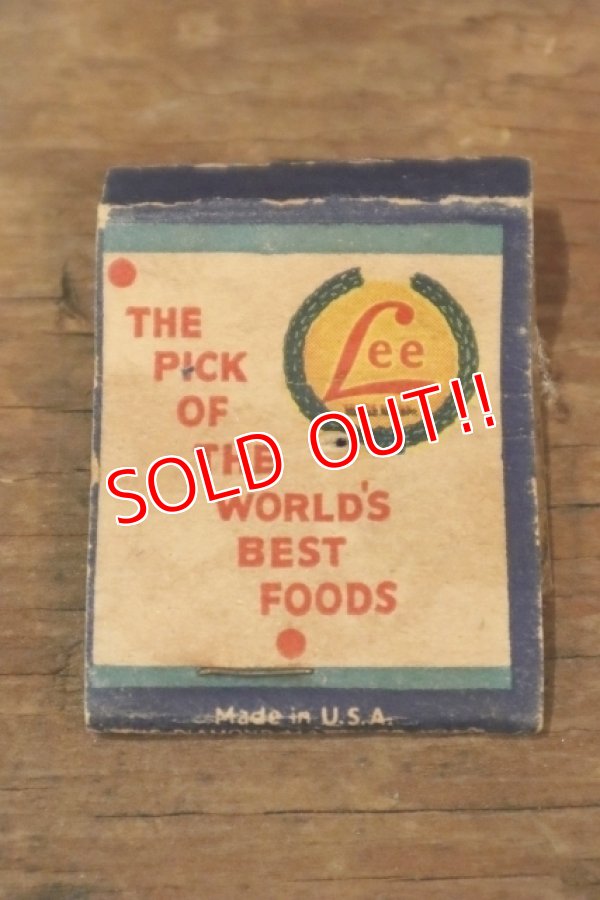 THE
PICK
OF
THE
WORLD'S
BEST
FOODS
Lee
SOLD OUT!!
Made in U.S.A.